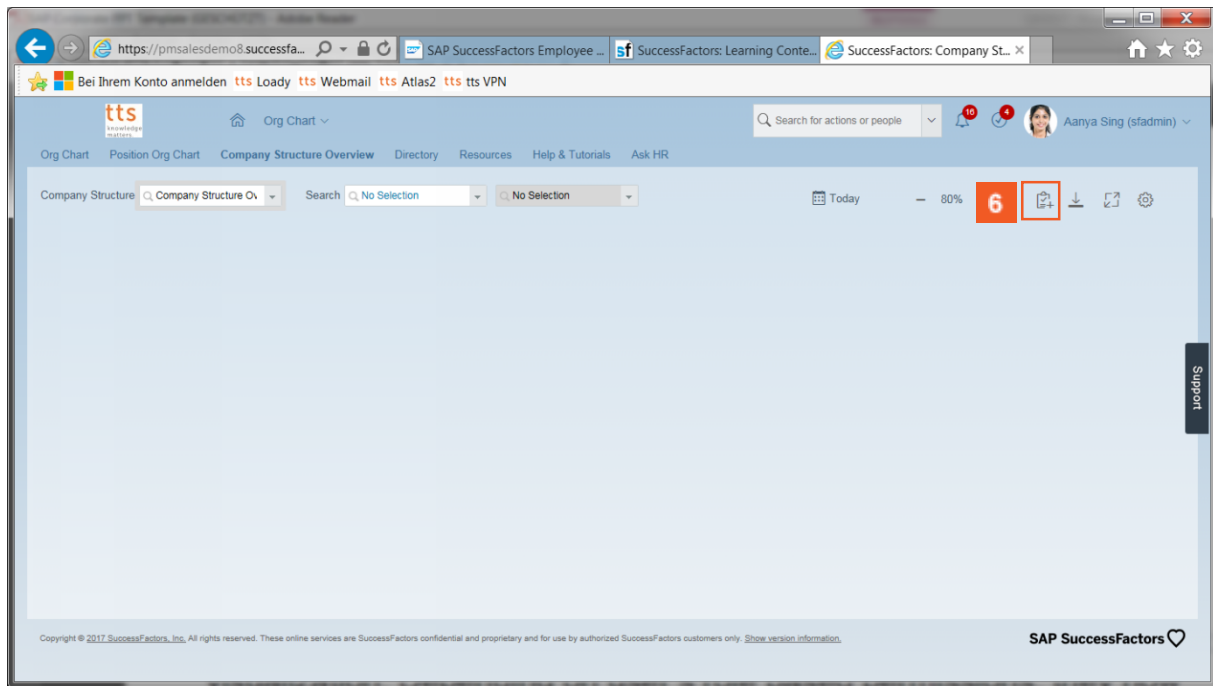 https://pmsalesdemo8.successfa... SAP SuccessFactors Employee ... sf SuccessFactors: Learning Conte... SuccessFactors: Company St...
Bei Ihrem Konto anmelden tts Loady tts Webmail tts Atlas2 tts tts VPN
tts
knowledge
matters
Org Chart
Search for actions or people
16
4
Aanya Sing (sfadmin)
Org Chart Position Org Chart Company Structure Overview Directory Resources Help & Tutorials Ask HR
Company Structure Company Structure Ov Search No Selection No Selection Today – 80% 6
Support
Copyright © 2017 SuccessFactors, Inc. All rights reserved. These online services are SuccessFactors confidential and proprietary and for use by authorized SuccessFactors customers only. Show version information.
SAP SuccessFactors